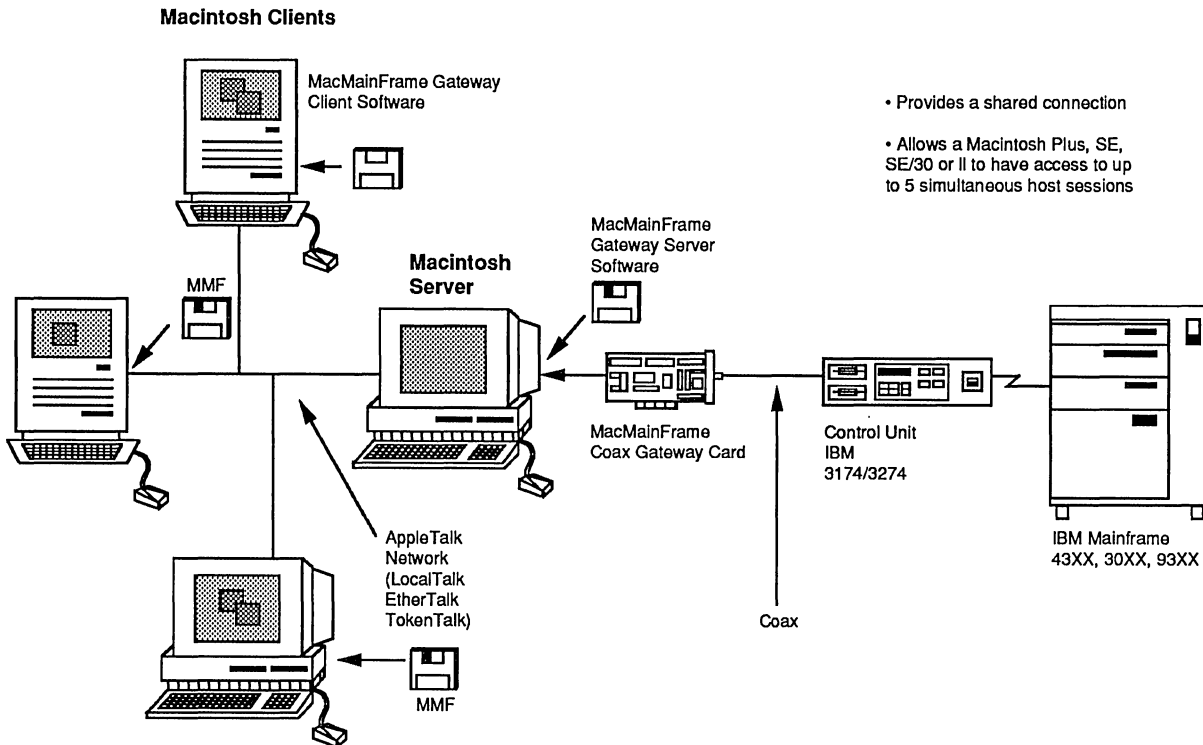 Macintosh Clients
MacMainFrame Gateway
Client Software
• Provides a shared connection
• Allows a Macintosh Plus, SE,
SE/30 or II to have access to up
to 5 simultaneous host sessions
MacMainFrame
Gateway Server
Software
Macintosh
Server
MMF
MacMainFrame
Coax Gateway Card
Control Unit
IBM
3174/3274
IBM Mainframe
43XX, 30XX, 93XX
AppleTalk
Network
(LocalTalk
EtherTalk
TokenTalk)
Coax
MMF